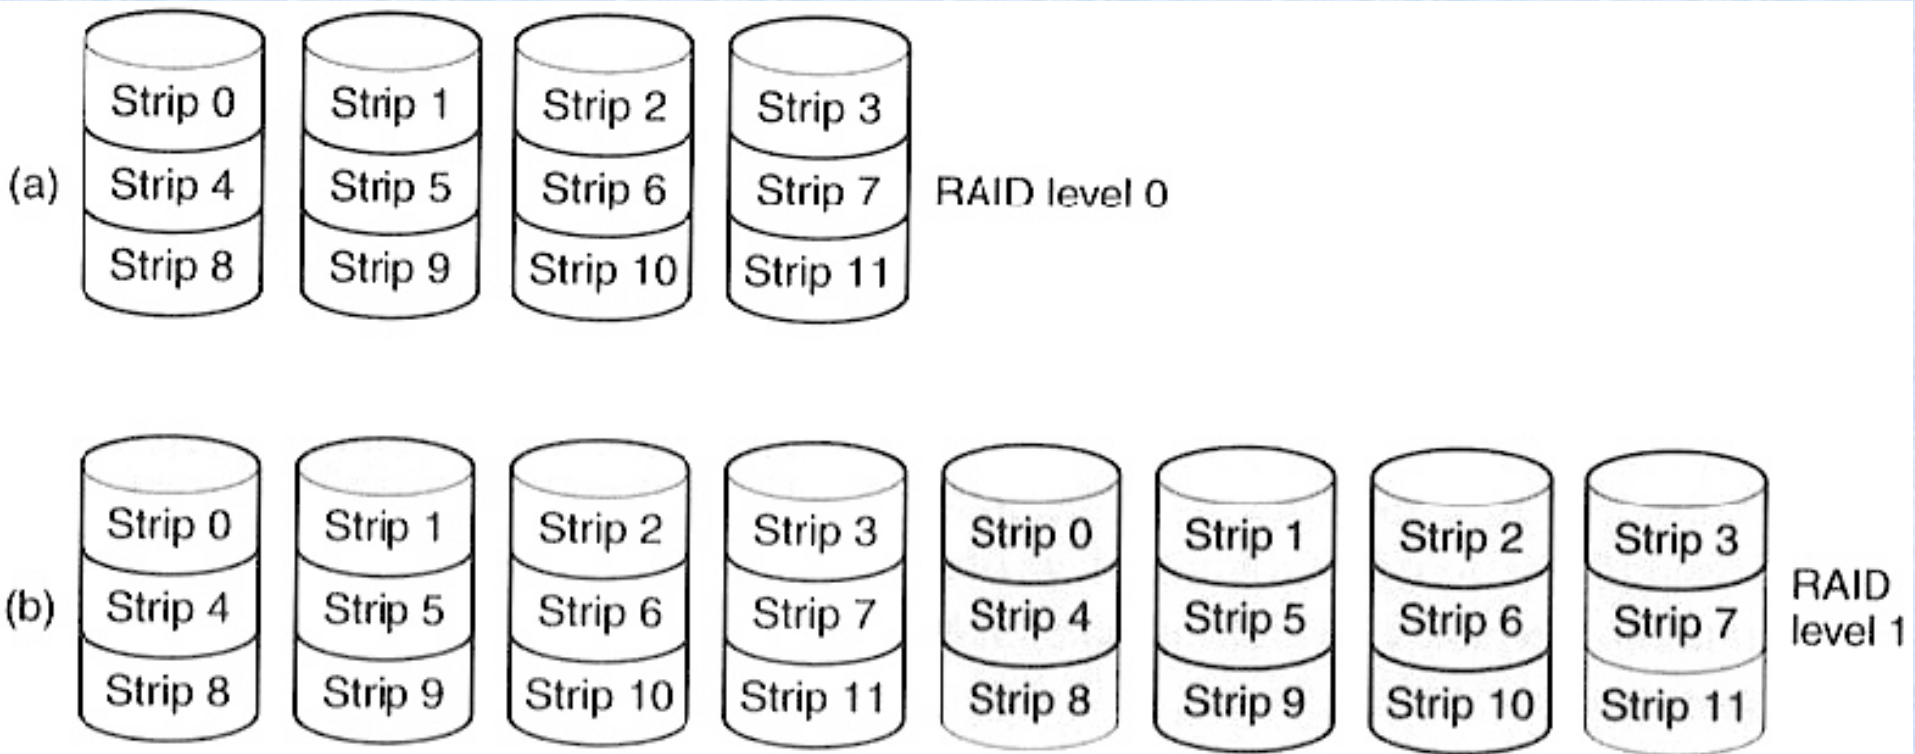 Strip 0 Strip 1 Strip 2 Strip 3
(a) Strip 4 Strip 5 Strip 6 Strip 7 RAID level 0
Strip 8 Strip 9 Strip 10 Strip 11
Strip 0 Strip 1 Strip 2 Strip 3 Strip 0 Strip 1 Strip 2 Strip 3
(b) Strip 4 Strip 5 Strip 6 Strip 7 Strip 4 Strip 5 Strip 6 Strip 7 RAID
level 1
Strip 8 Strip 9 Strip 10 Strip 11 Strip 8 Strip 9 Strip 10 Strip 11